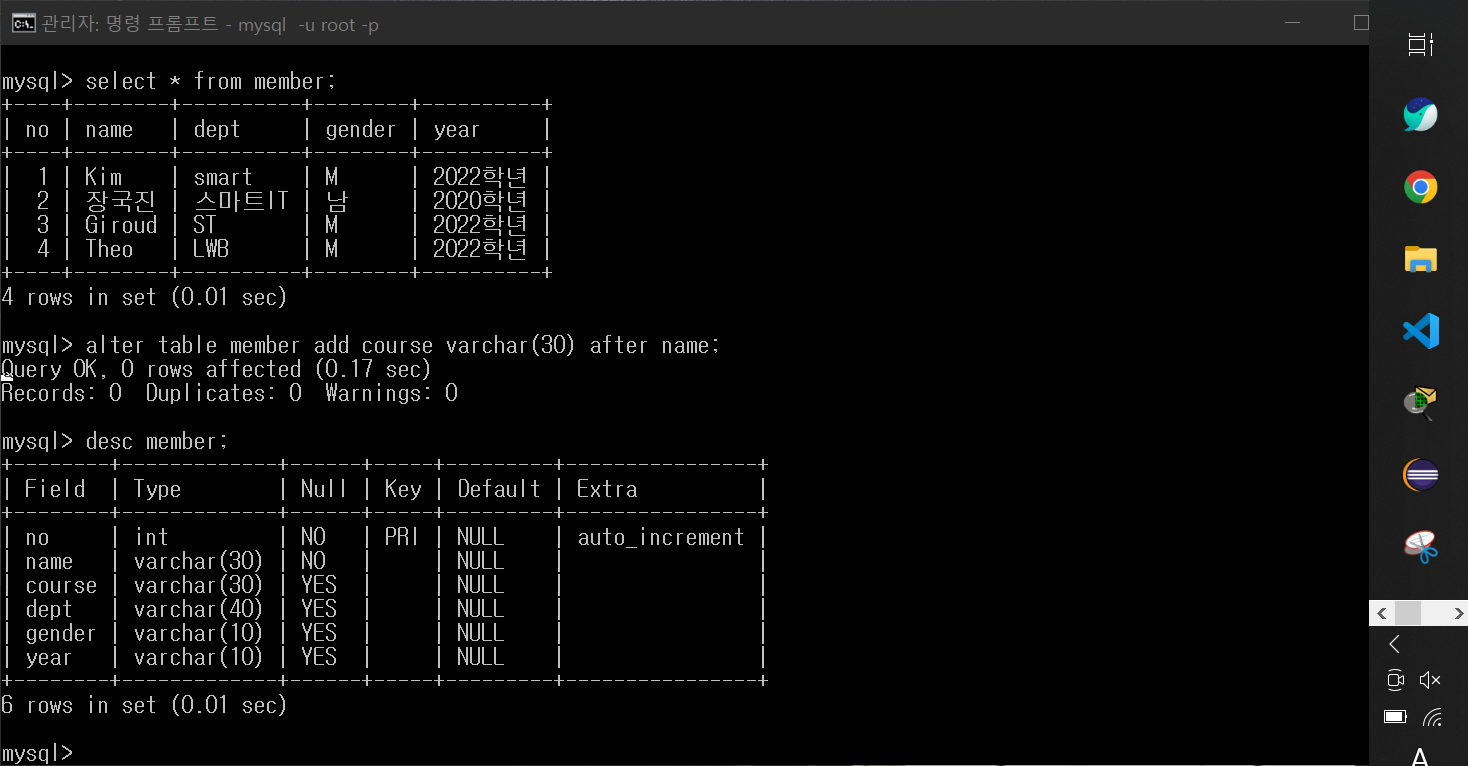 관리자: 명령 프롬프트 - mysql  -u root -p
mysql> select * from member;
+----+--------+----------+--------+----------+
| no | name   | dept     | gender | year     |
+----+--------+----------+--------+----------+
|  1 | Kim    | smart    | M      | 2022학년 |
|  2 | 장국진 | 스마트IT | 남     | 2020학년 |
|  3 | Giroud | ST       | M      | 2022학년 |
|  4 | Theo   | LWB      | M      | 2022학년 |
+----+--------+----------+--------+----------+
4 rows in set (0.01 sec)
mysql> alter table member add course varchar(30) after name;
Query OK, 0 rows affected (0.17 sec)
Records: 0  Duplicates: 0  Warnings: 0
mysql> desc member;
+--------+-------------+------+-----+---------+----------------+
| Field  | Type        | Null | Key | Default | Extra          |
+--------+-------------+------+-----+---------+----------------+
| no     | int         | NO   | PRI | NULL    | auto_increment |
| name   | varchar(30) | NO   |     | NULL    |                |
| course | varchar(30) | YES  |     | NULL    |                |
| dept   | varchar(40) | YES  |     | NULL    |                |
| gender | varchar(10) | YES  |     | NULL    |                |
| year   | varchar(10) | YES  |     | NULL    |                |
+--------+-------------+------+-----+---------+----------------+
6 rows in set (0.01 sec)
mysql>
A